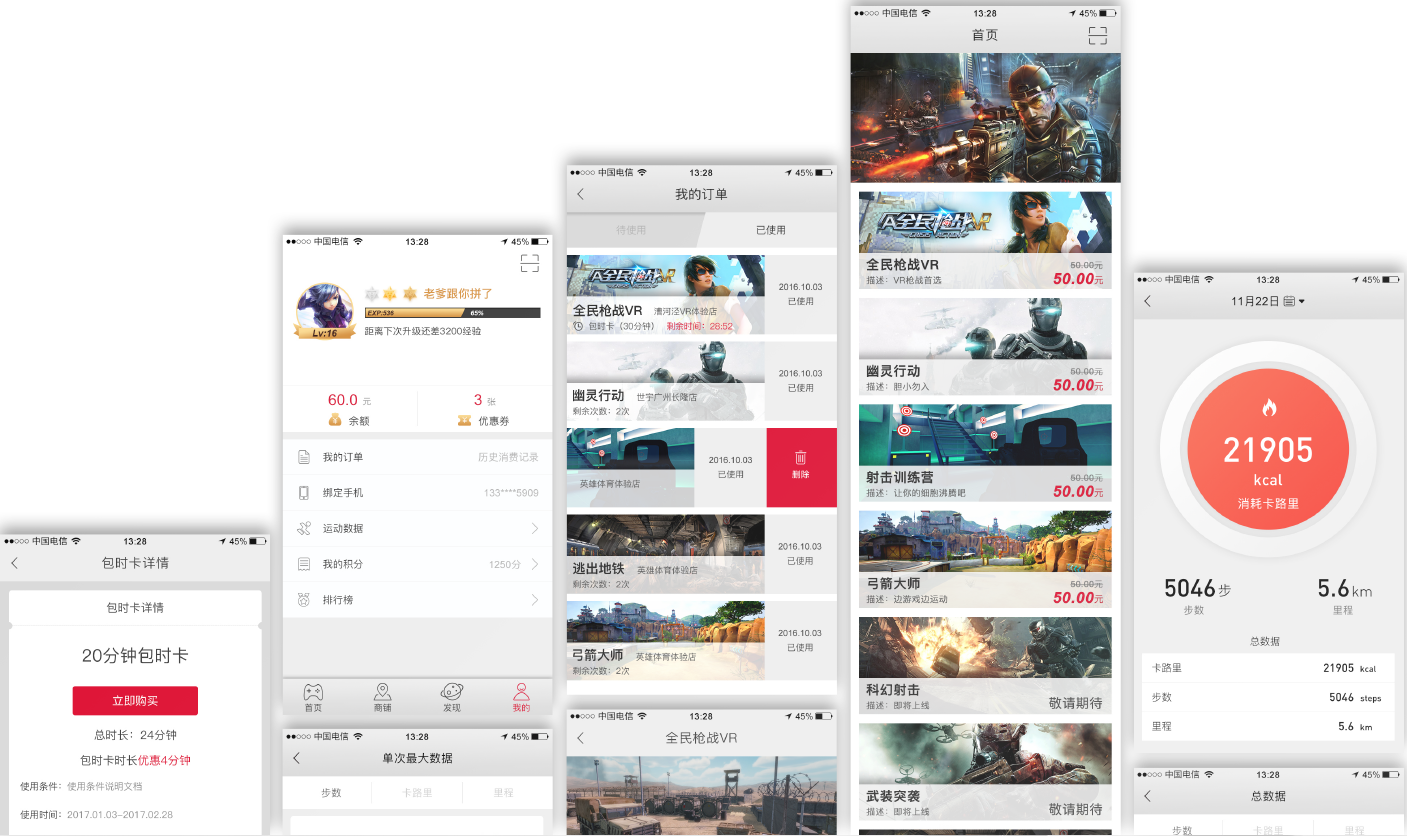 中国电信 13:28 45%
包时卡详情
包时卡详情
20分钟包时卡
立即购买
总时长：24分钟
包时卡时长优惠4分钟
使用条件：使用条件说明文档
使用时间：2017.01.03-2017.02.28
中国电信 13:28 45%
老爹跟你拼了
EXP:536 65%
Lv:16
距离下次升级还差3200经验
60.0 元 3 张
余额 优惠券
我的订单 历史消费记录
绑定手机 133****5909
运动数据
我的积分 1250分
排行榜
首页 商铺 发现 我的
中国电信 13:28 45%
单次最大数据
步数 卡路里 里程
中国电信 13:28 45%
我的订单
待使用 已使用
全民枪战VR
2016.10.03
已使用
全民枪战VR 漕河泾VR体验店
包时卡（30分钟） 剩余时间：28:52
2016.10.03
已使用
幽灵行动 世宇广州长隆店
剩余次数：2次
2016.10.03
已使用
删除
英雄体育体验店
2016.10.03
已使用
逃出地铁 英雄体育体验店
剩余次数：2次
2016.10.03
已使用
弓箭大师 英雄体育体验店
剩余次数：2次
中国电信 13:28 45%
全民枪战VR
中国电信 13:28 45%
首页
全民枪战VR
CRISIS ACTION
全民枪战VR 50.00元
描述：VR枪战首选 50.00元
幽灵行动 50.00元
描述：胆小勿入 50.00元
射击训练营 50.00元
描述：让你的细胞沸腾吧 50.00元
弓箭大师 50.00元
描述：边游戏边运动 50.00元
科幻射击
描述：即将上线 敬请期待
武装突袭
描述：即将上线 敬请期待
中国电信 13:28 45%
11月22日
21905
kcal
消耗卡路里
5046步 5.6km
步数 里程
总数据
卡路里 21905 kcal
步数 5046 steps
里程 5.6 km
中国电信 13:28 45%
总数据
步数 卡路里 里程